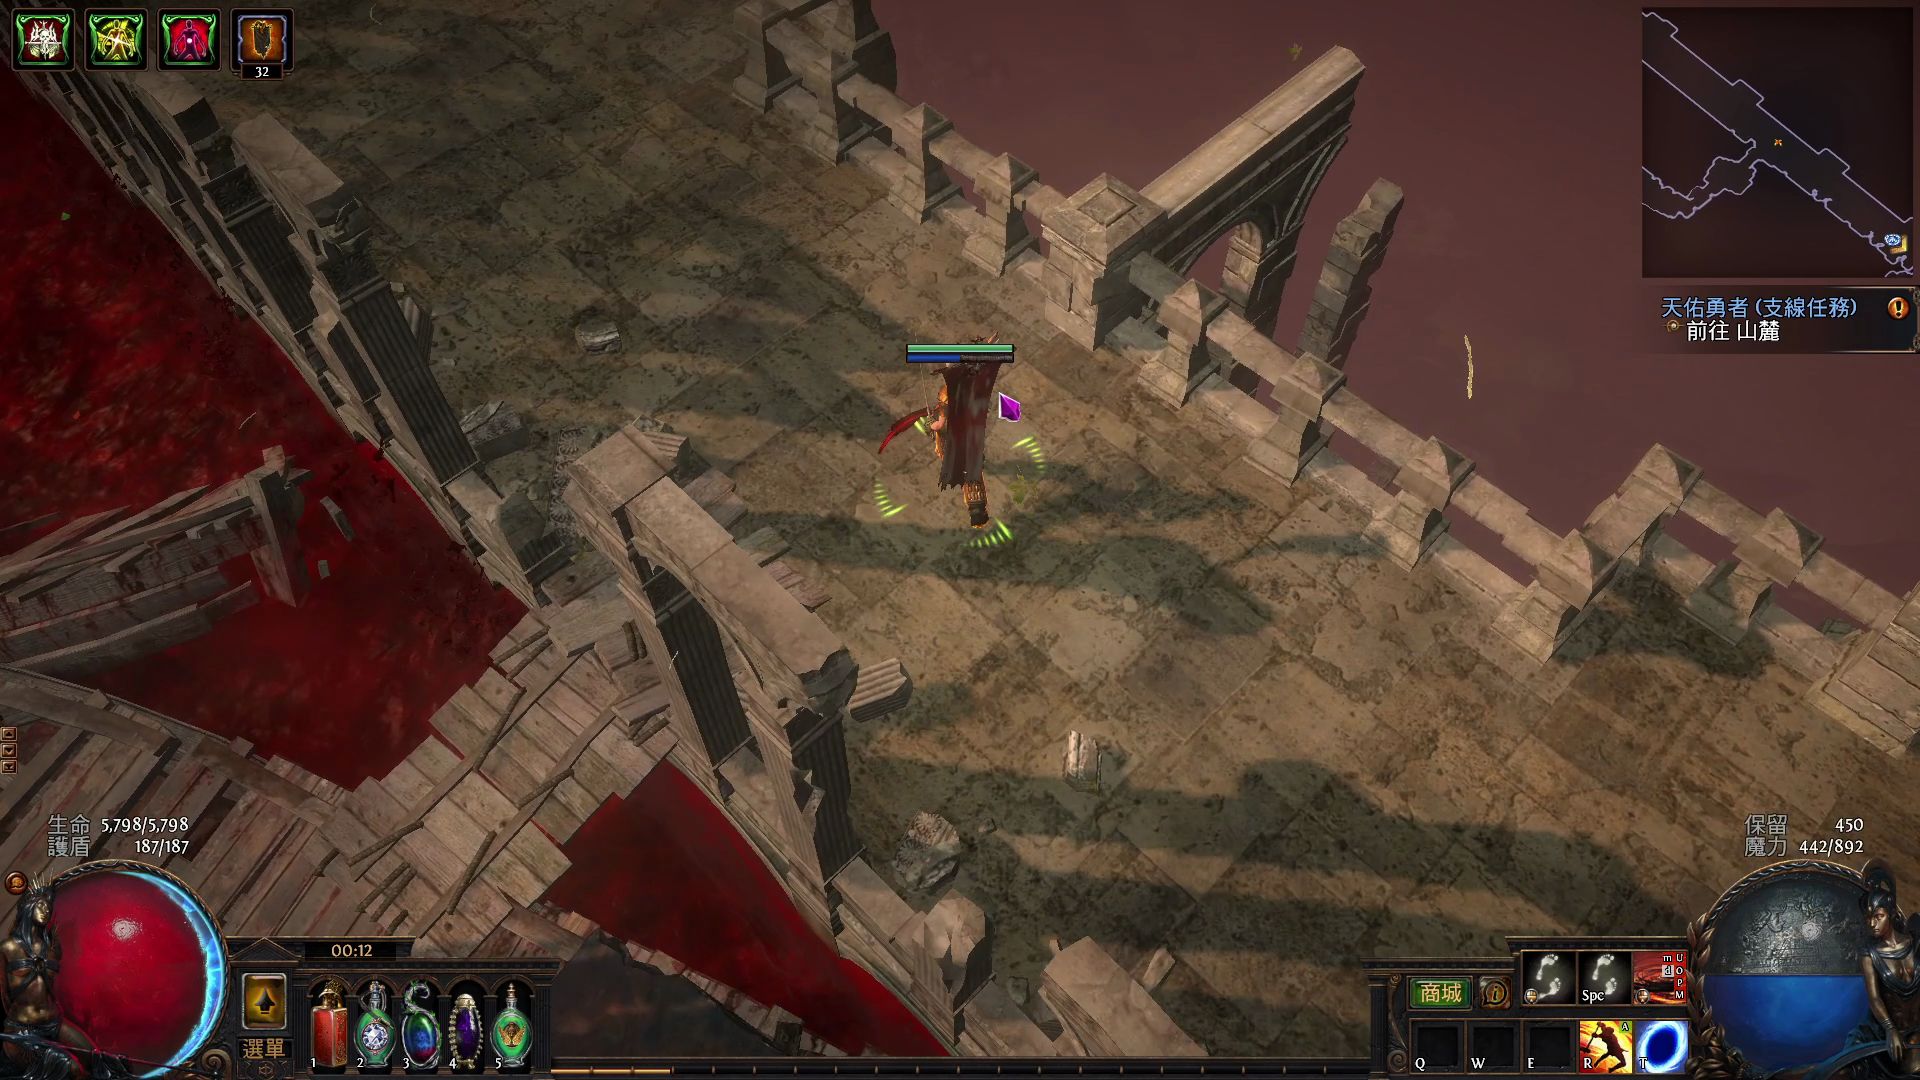 32
天佑勇者 (支線任務)
前往 山麓
生命 5,798/5,798
護盾 187/187
保留 450
魔力 442/892
00:12
選單
1 2 3 4 5
商城
Spc
m U
d O
P
M
Q W E R A T